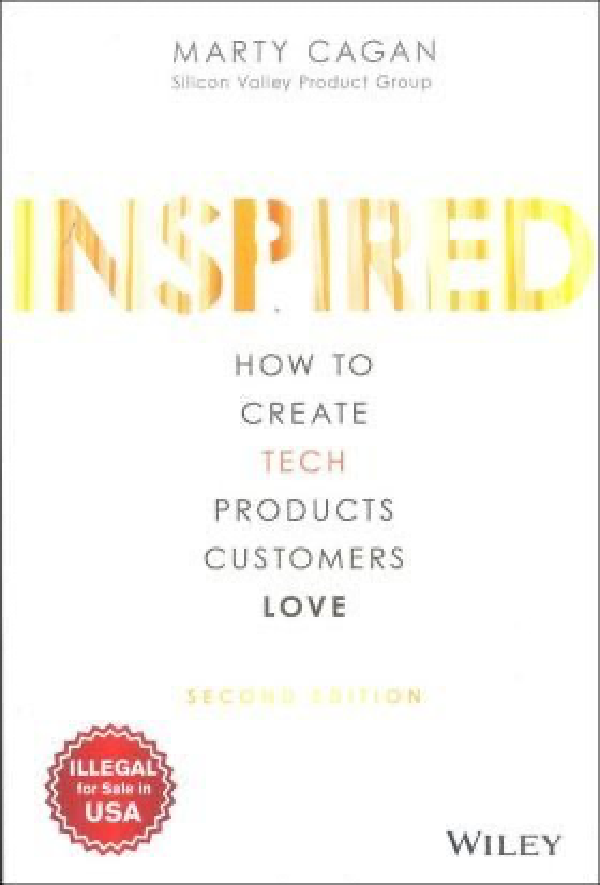 MARTY CAGAN
Silicon Valley Product Group
INSPIRED
HOW TO
CREATE
TECH
PRODUCTS
CUSTOMERS
LOVE
SECOND EDITION
ILLEGAL
for Sale in
USA
WILEY